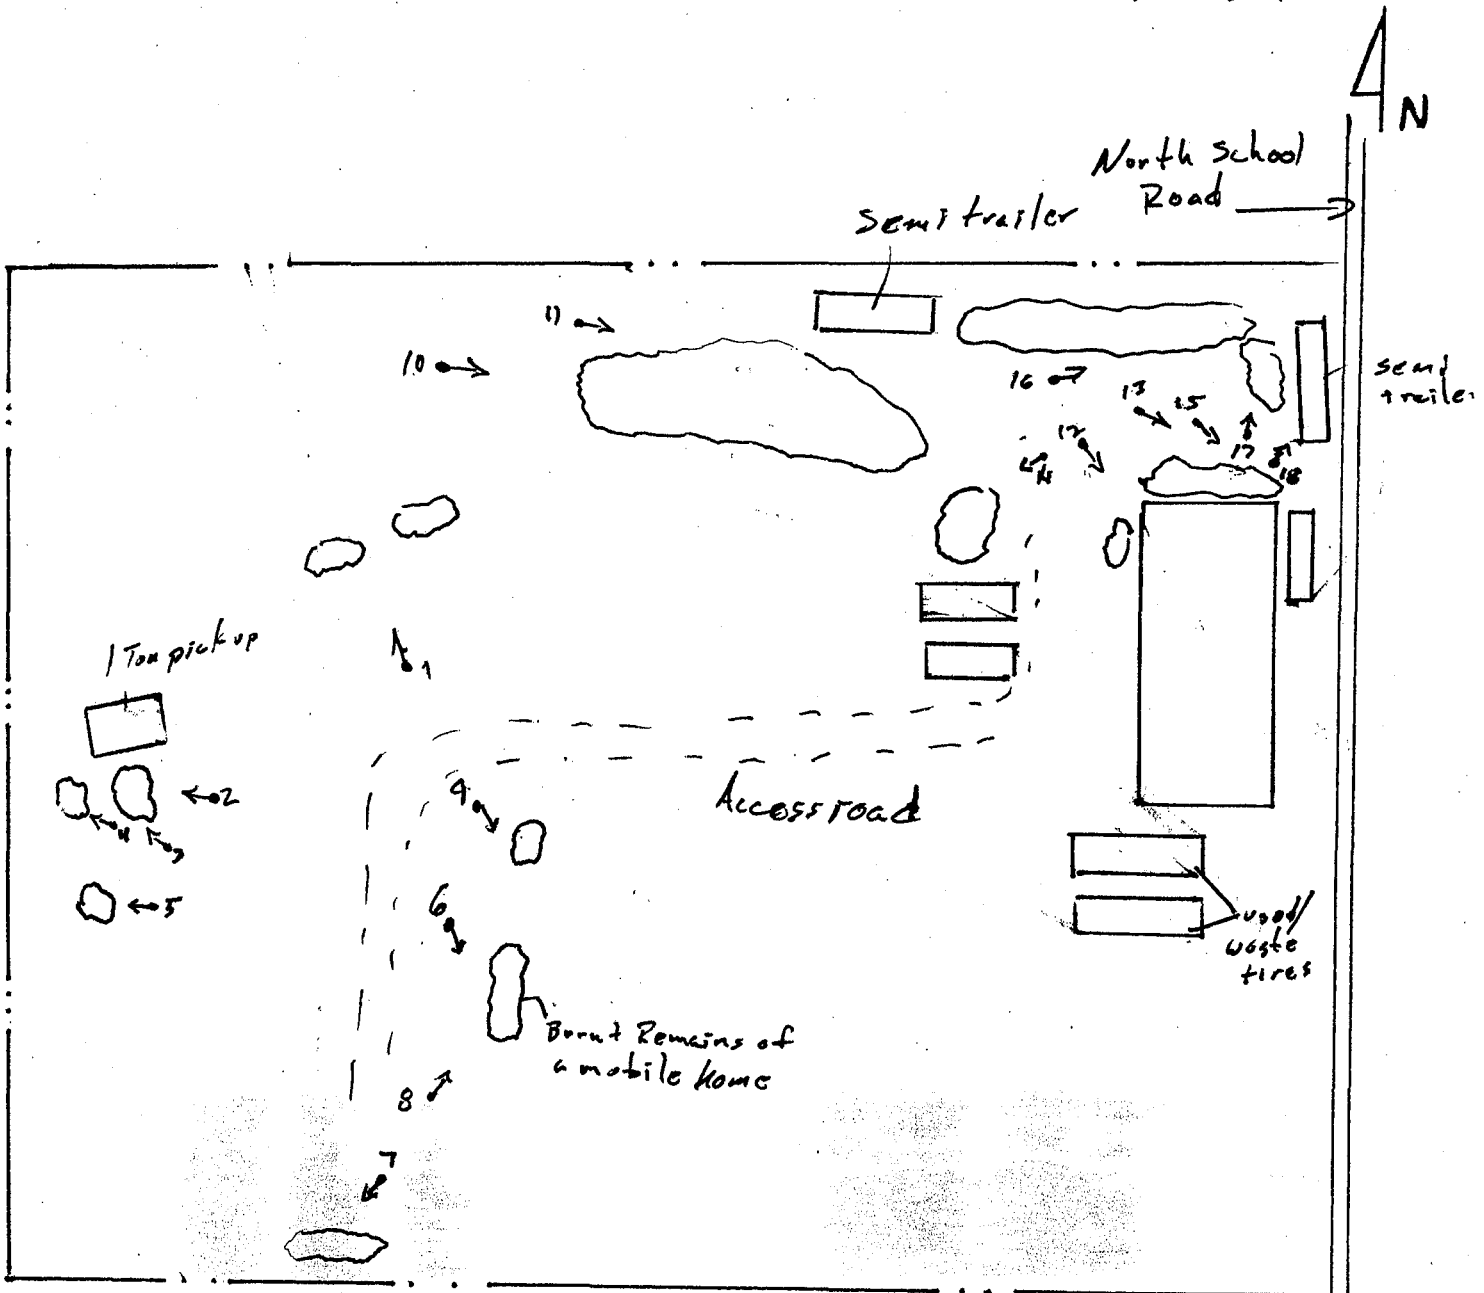 N
North School
Road
semi trailer
11
10
16
13
15
semi
trailer
12
17
14
18
1 Ton pickup
1
9
2
Access road
4
3
6
5
used/
waste
tires
Burnt Remains of
a mobile home
8
7